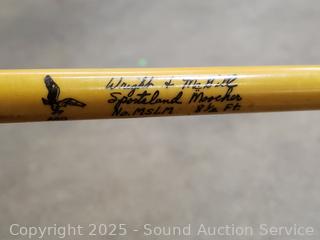 Wright & McGill
Sportsland Moocher
No. MSLM 8½ Ft
Copyright 2025 - Sound Auction Service